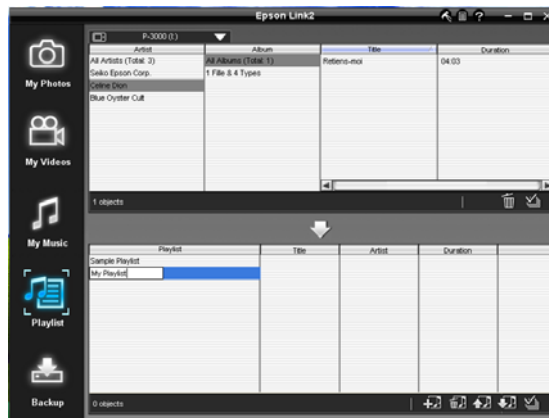 Epson Link2
P-3000 (I:)
Artist Album Title Duration
All Artists (Total: 3) All Albums (Total: 1) Retiens-moi 04:03
Seiko Epson Corp. 1 Fille & 4 Types
Celine Dion
Blue Oyster Cult
My Photos
My Videos
1 objects
My Music
Playlist Title Artist Duration
Sample Playlist
My Playlist
Playlist
Backup
0 objects